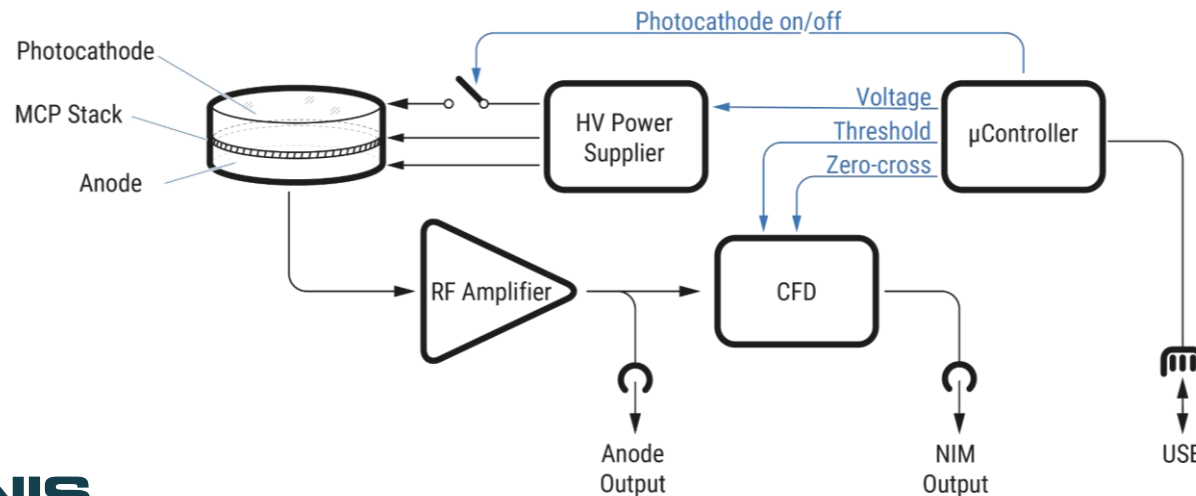 Photocathode on/off
Photocathode
MCP Stack
Anode
HV Power
Supplier
Voltage
Threshold
Zero-cross
µController
RF Amplifier
CFD
Anode
Output
NIM
Output
USB